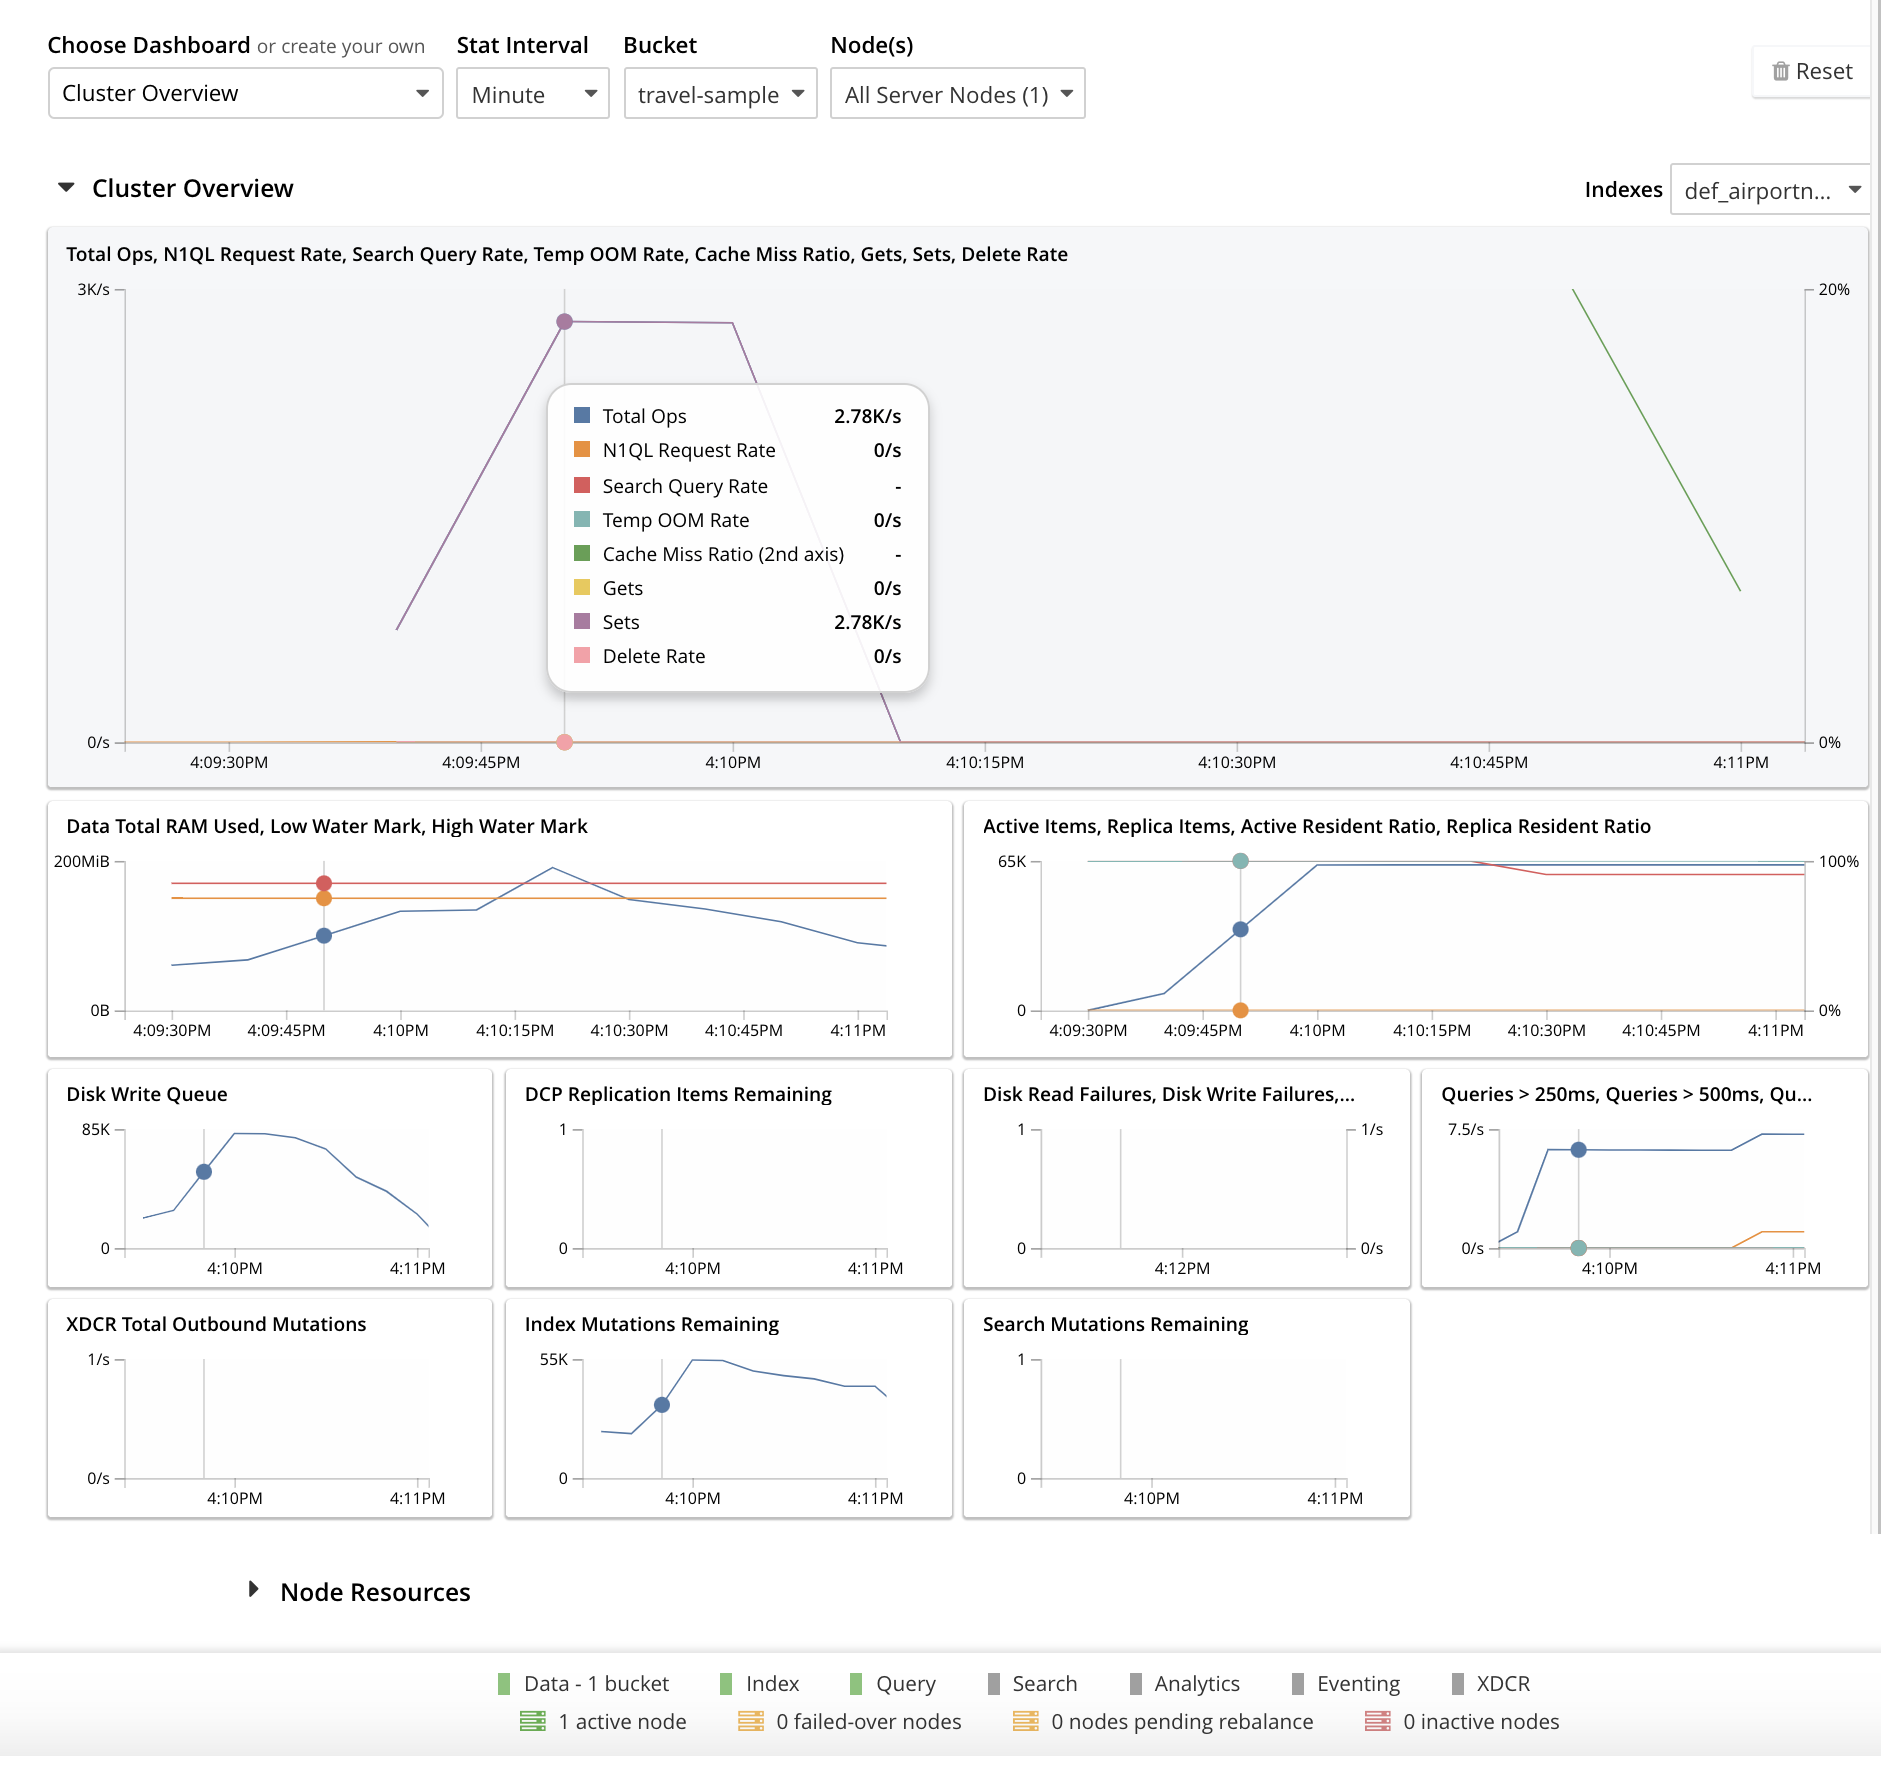 Choose Dashboard or create your own Stat Interval Bucket Node(s)
Cluster Overview Minute travel-sample All Server Nodes (1) Reset
Cluster Overview Indexes def_airportn...
Total Ops, N1QL Request Rate, Search Query Rate, Temp OOM Rate, Cache Miss Ratio, Gets, Sets, Delete Rate
3K/s 20%
Total Ops 2.78K/s
N1QL Request Rate 0/s
Search Query Rate -
Temp OOM Rate 0/s
Cache Miss Ratio (2nd axis) -
Gets 0/s
Sets 2.78K/s
Delete Rate 0/s
0/s 0%
4:09:30PM 4:09:45PM 4:10PM 4:10:15PM 4:10:30PM 4:10:45PM 4:11PM
Data Total RAM Used, Low Water Mark, High Water Mark
200MiB
0B
4:09:30PM 4:09:45PM 4:10PM 4:10:15PM 4:10:30PM 4:10:45PM 4:11PM
Active Items, Replica Items, Active Resident Ratio, Replica Resident Ratio
65K 100%
0 0%
4:09:30PM 4:09:45PM 4:10PM 4:10:15PM 4:10:30PM 4:10:45PM 4:11PM
Disk Write Queue
85K
0
4:10PM 4:11PM
DCP Replication Items Remaining
1
0
4:10PM 4:11PM
Disk Read Failures, Disk Write Failures,...
1 1/s
0 0/s
4:12PM
Queries > 250ms, Queries > 500ms, Qu...
7.5/s
0/s
4:10PM 4:11PM
XDCR Total Outbound Mutations
1/s
0/s
4:10PM 4:11PM
Index Mutations Remaining
55K
0
4:10PM 4:11PM
Search Mutations Remaining
1
0
4:10PM 4:11PM
Node Resources
Data - 1 bucket Index Query Search Analytics Eventing XDCR
1 active node 0 failed-over nodes 0 nodes pending rebalance 0 inactive nodes